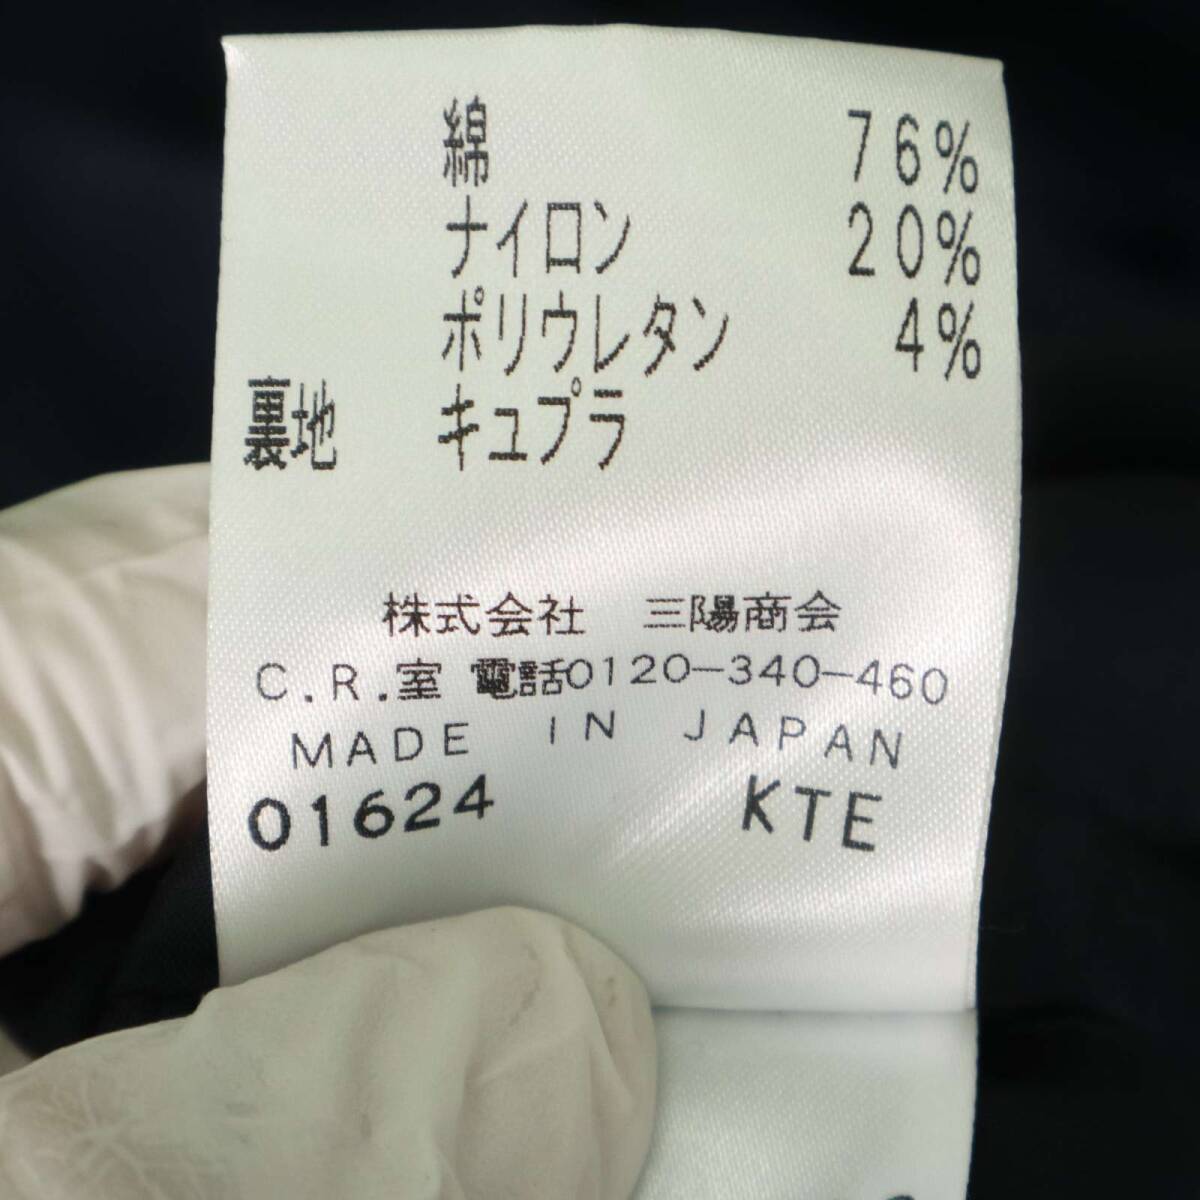 綿 76%
ナイロン 20%
ポリウレタン 4%
裏地 キュプラ
株式会社 三陽商会
C.R.室 電話0120-340-460
MADE IN JAPAN
01624 KTE